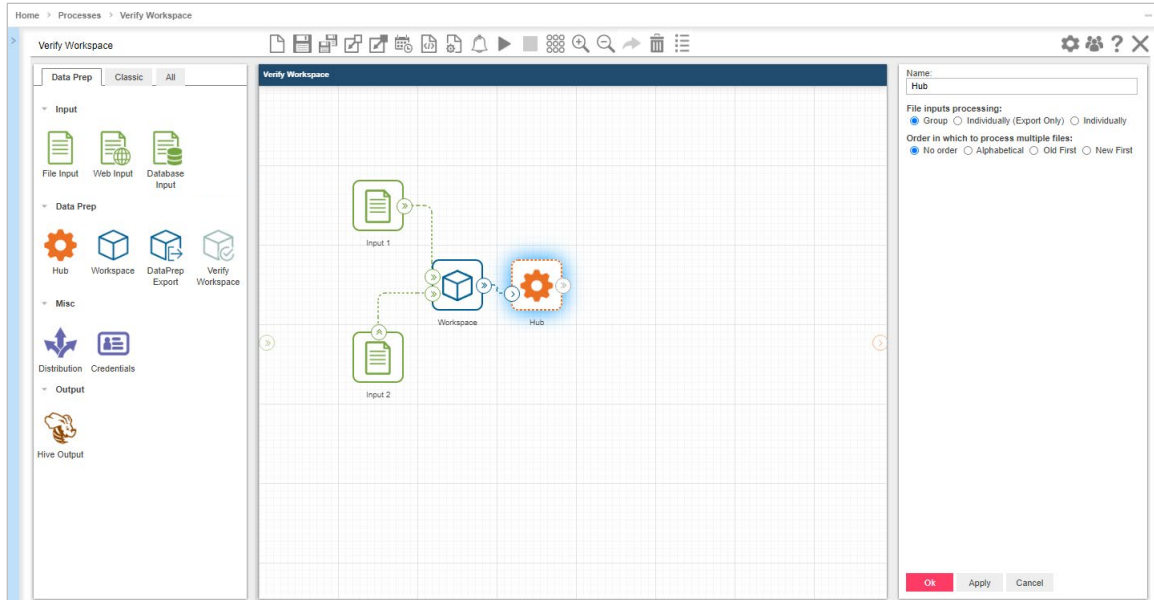 Home > Processes > Verify Workspace
Verify Workspace
Data Prep
Classic
All
Input
File Input
Web Input
Database
Input
Data Prep
Hub
Workspace
DataPrep
Export
Verify
Workspace
Misc
Distribution
Credentials
Output
Hive Output
Verify Workspace
Input 1
Workspace
Hub
Input 2
Name:
Hub
File inputs processing:
Group Individually (Export Only) Individually
Order in which to process multiple files:
No order Alphabetical Old First New First
Ok
Apply
Cancel